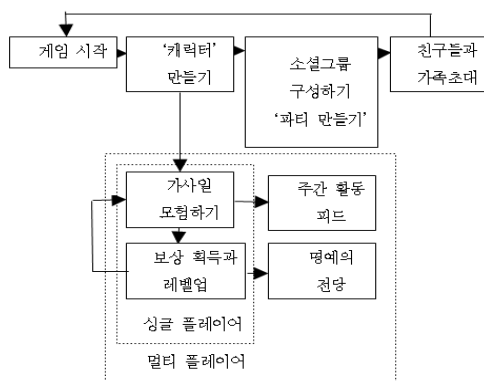 게임 시작
‘캐릭터’
만들기
소셜그룹
구성하기
‘파티 만들기’
친구들과
가족초대
가사일
모험하기
주간 활동
피드
보상 획득과
레벨업
명예의
전당
싱글 플레이어
멀티 플레이어